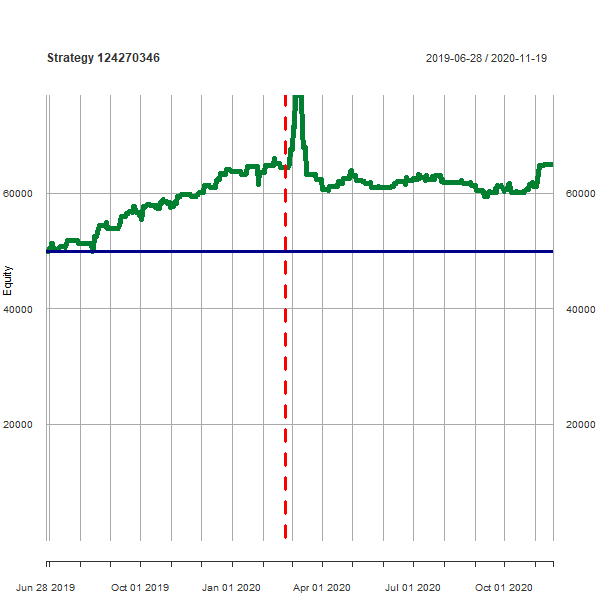 Strategy 124270346
2019-06-28 / 2020-11-19
60000
60000
Equity
40000
40000
20000
20000
Jun 28 2019
Oct 01 2019
Jan 01 2020
Apr 01 2020
Jul 01 2020
Oct 01 2020